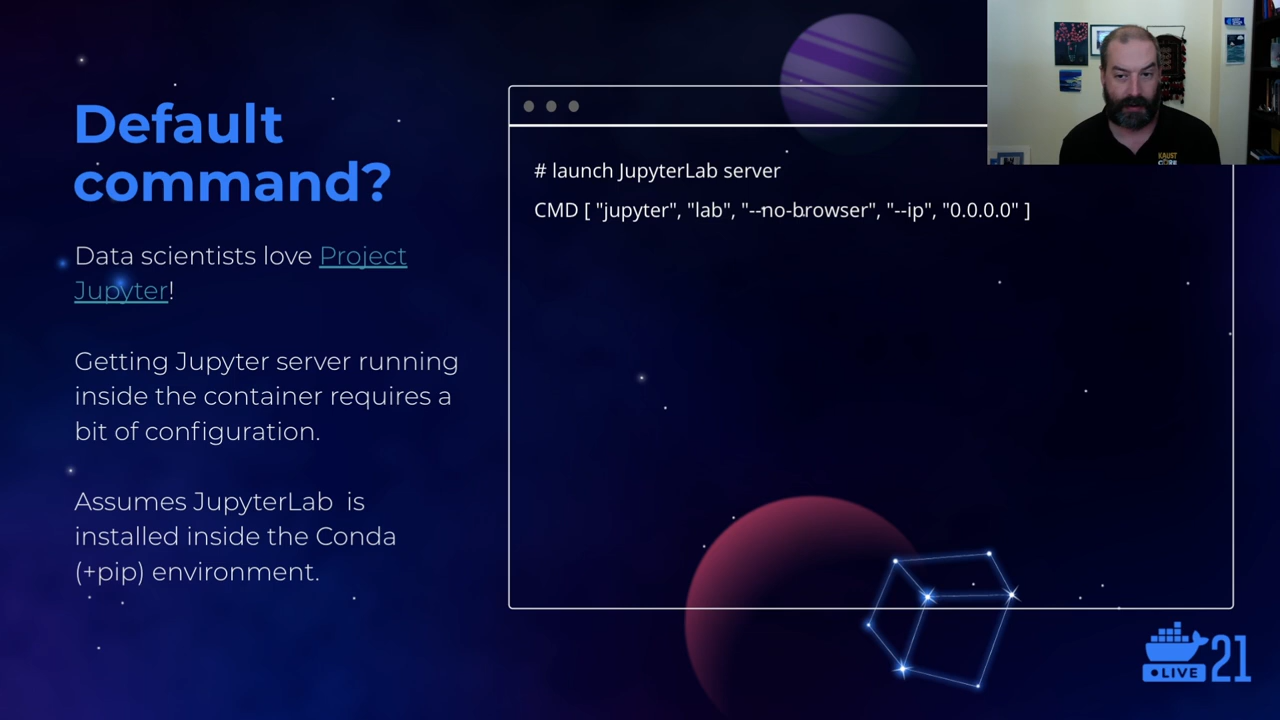 Default
command?
Data scientists love Project
Jupyter!
Getting Jupyter server running
inside the container requires a
bit of configuration.
Assumes JupyterLab is
installed inside the Conda
(+pip) environment.
# launch JupyterLab server
CMD [ "jupyter", "lab", "--no-browser", "--ip", "0.0.0.0" ]
KAUST
CORE
LIVE 21